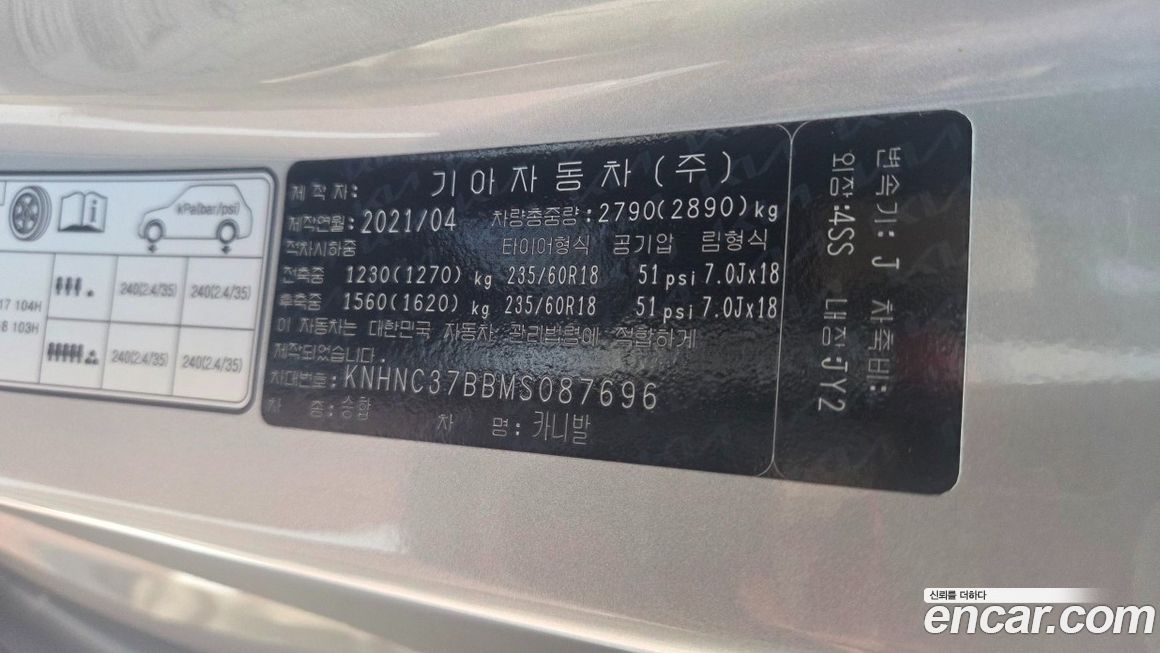 kPa(bar/psi)
17 104H
240(2.4/35) 240(2.4/35)
8 103H
240(2.4/35) 240(2.4/35)
제작자: 기아자동차(주)
제작연월: 2021/04 차량총중량:2790(2890)kg
적차시하중 타이어형식 공기압 림형식
전축중 1230(1270) kg 235/60R18 51psi 7.0Jx18
후축중 1560(1620) kg 235/60R18 51psi 7.0Jx18
이 자동차는 대한민국 자동차 관리법령에 적합하게
제작되었습니다.
차대번호: KNHNC37BBMS087696
차 종: 승합 차 명: 카니발
변속기: J 차축비:
외장:4SS 내장:JY2
신뢰를 더하다
encar.com